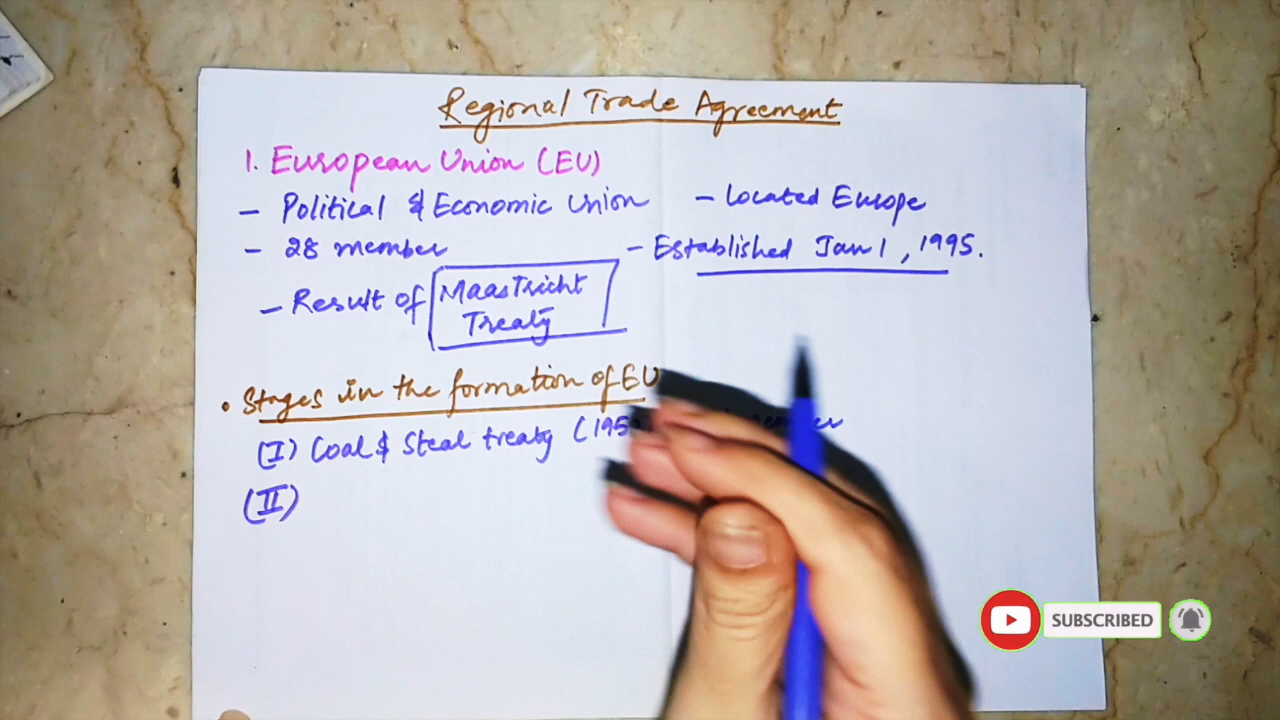 Regional Trade Agreement
1. European Union (EU)
- Political & Economic Union - Located Europe
- 28 member - Established Jan 1, 1995.
- Result of Maastricht
Treaty
• Stages in the formation of EU
(I) Coal & Steal treaty (195
(II)
SUBSCRIBED